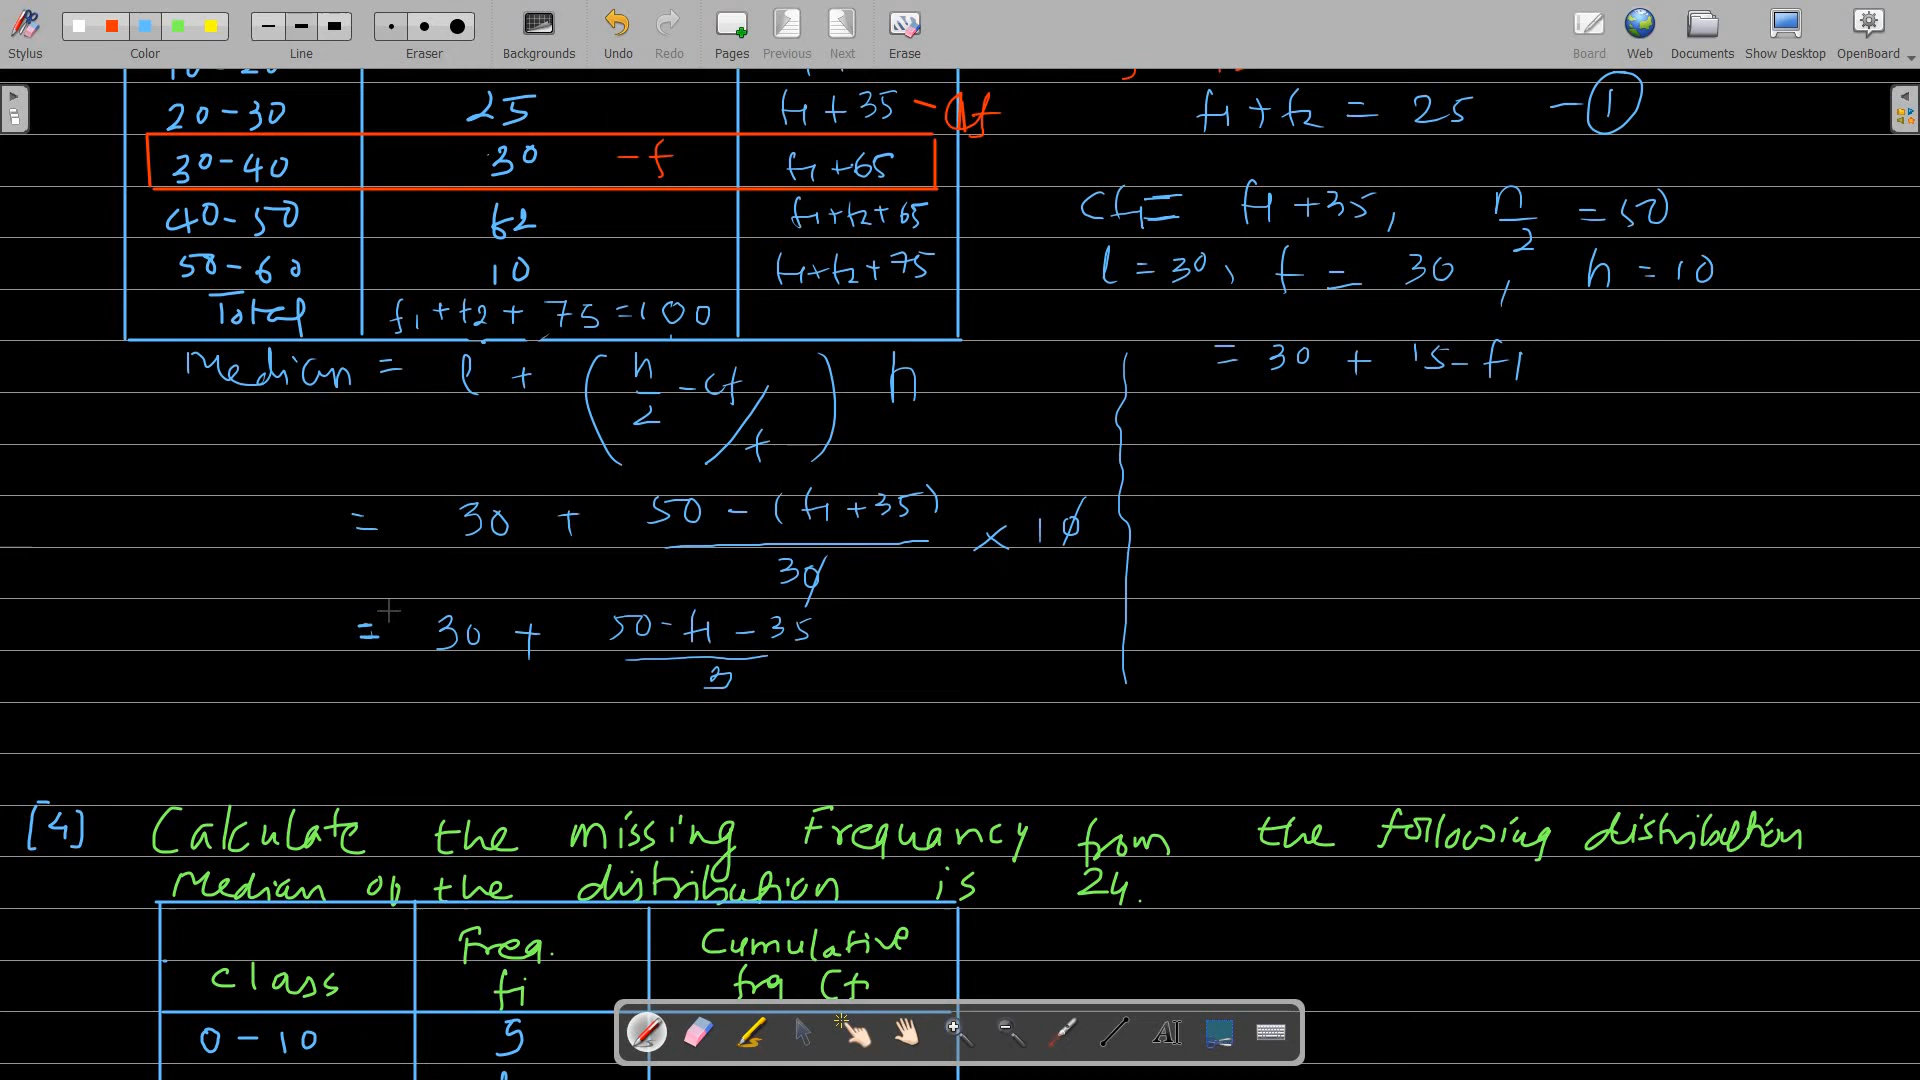 Stylus Color Line Eraser Backgrounds Undo Redo Pages Previous Next Erase Board Web Documents Show Desktop OpenBoard
20-30 25 f1 + 35 - Cf
30-40 30 - f f1 + 65
40-50 f2 f1+f2+65
50-60 10 f1+f2+75
Total f1+f2+ 75 = 100
Median = l + ( n/2 - cf / f ) h
= 30 + 50 - (f1 + 35) / 30 × 10
= 30 + 50 - f1 - 35 / 3
f1 + f2 = 25 - 1
Cf = f1 + 35, n/2 = 50
l = 30, f = 30, h = 10
= 30 + 15 - f1
[4] Calculate the missing Frequancy from the following distribution
Median of the distribution is 24.
Class Freq. fi Cumulative frq Cf
0 - 10 5